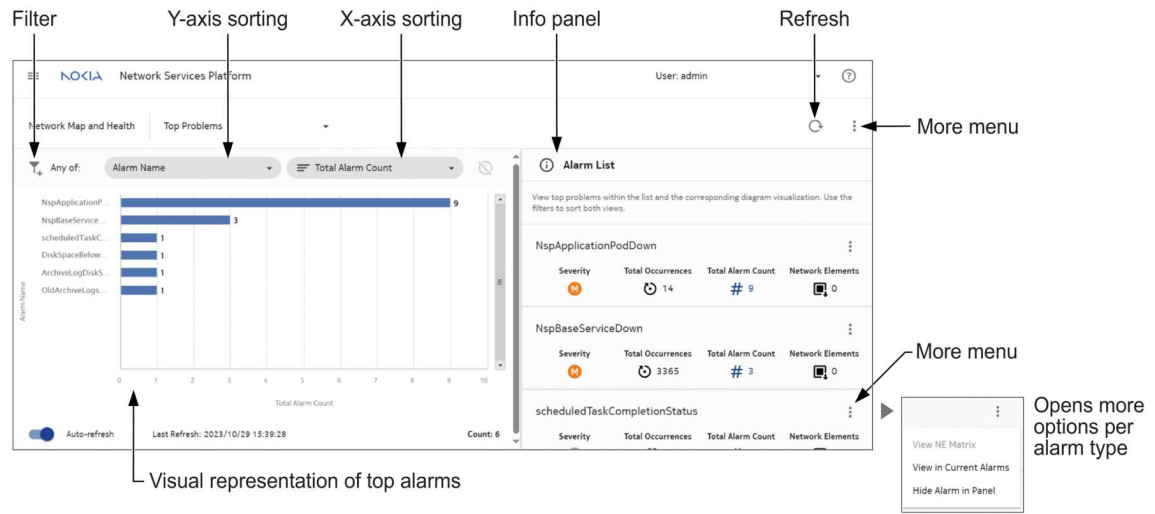 Filter
Y-axis sorting
X-axis sorting
Info panel
Refresh
NOKIA Network Services Platform
User: admin
?
Network Map and Health
Top Problems
More menu
Any of:
Alarm Name
Total Alarm Count
i Alarm List
View top problems within the list and the corresponding diagram visualization. Use the
filters to sort both views.
NspApplicationP...
9
NspBaseService...
3
scheduledTaskC...
1
DiskSpaceBelow...
1
ArchiveLogDiskS...
1
OldArchiveLogs...
1
Alarm Name
0 1 2 3 4 5 6 7 8 9 10
Total Alarm Count
Auto-refresh
Last Refresh: 2023/10/29 15:39:28
Count: 6
NspApplicationPodDown
Severity Total Occurrences Total Alarm Count Network Elements
M 14 # 9 0
NspBaseServiceDown
Severity Total Occurrences Total Alarm Count Network Elements
M 3365 # 3 0
scheduledTaskCompletionStatus
Severity Total Occurrences Total Alarm Count Network Elements
More menu
View NE Matrix
View in Current Alarms
Hide Alarm in Panel
Opens more
options per
alarm type
Visual representation of top alarms